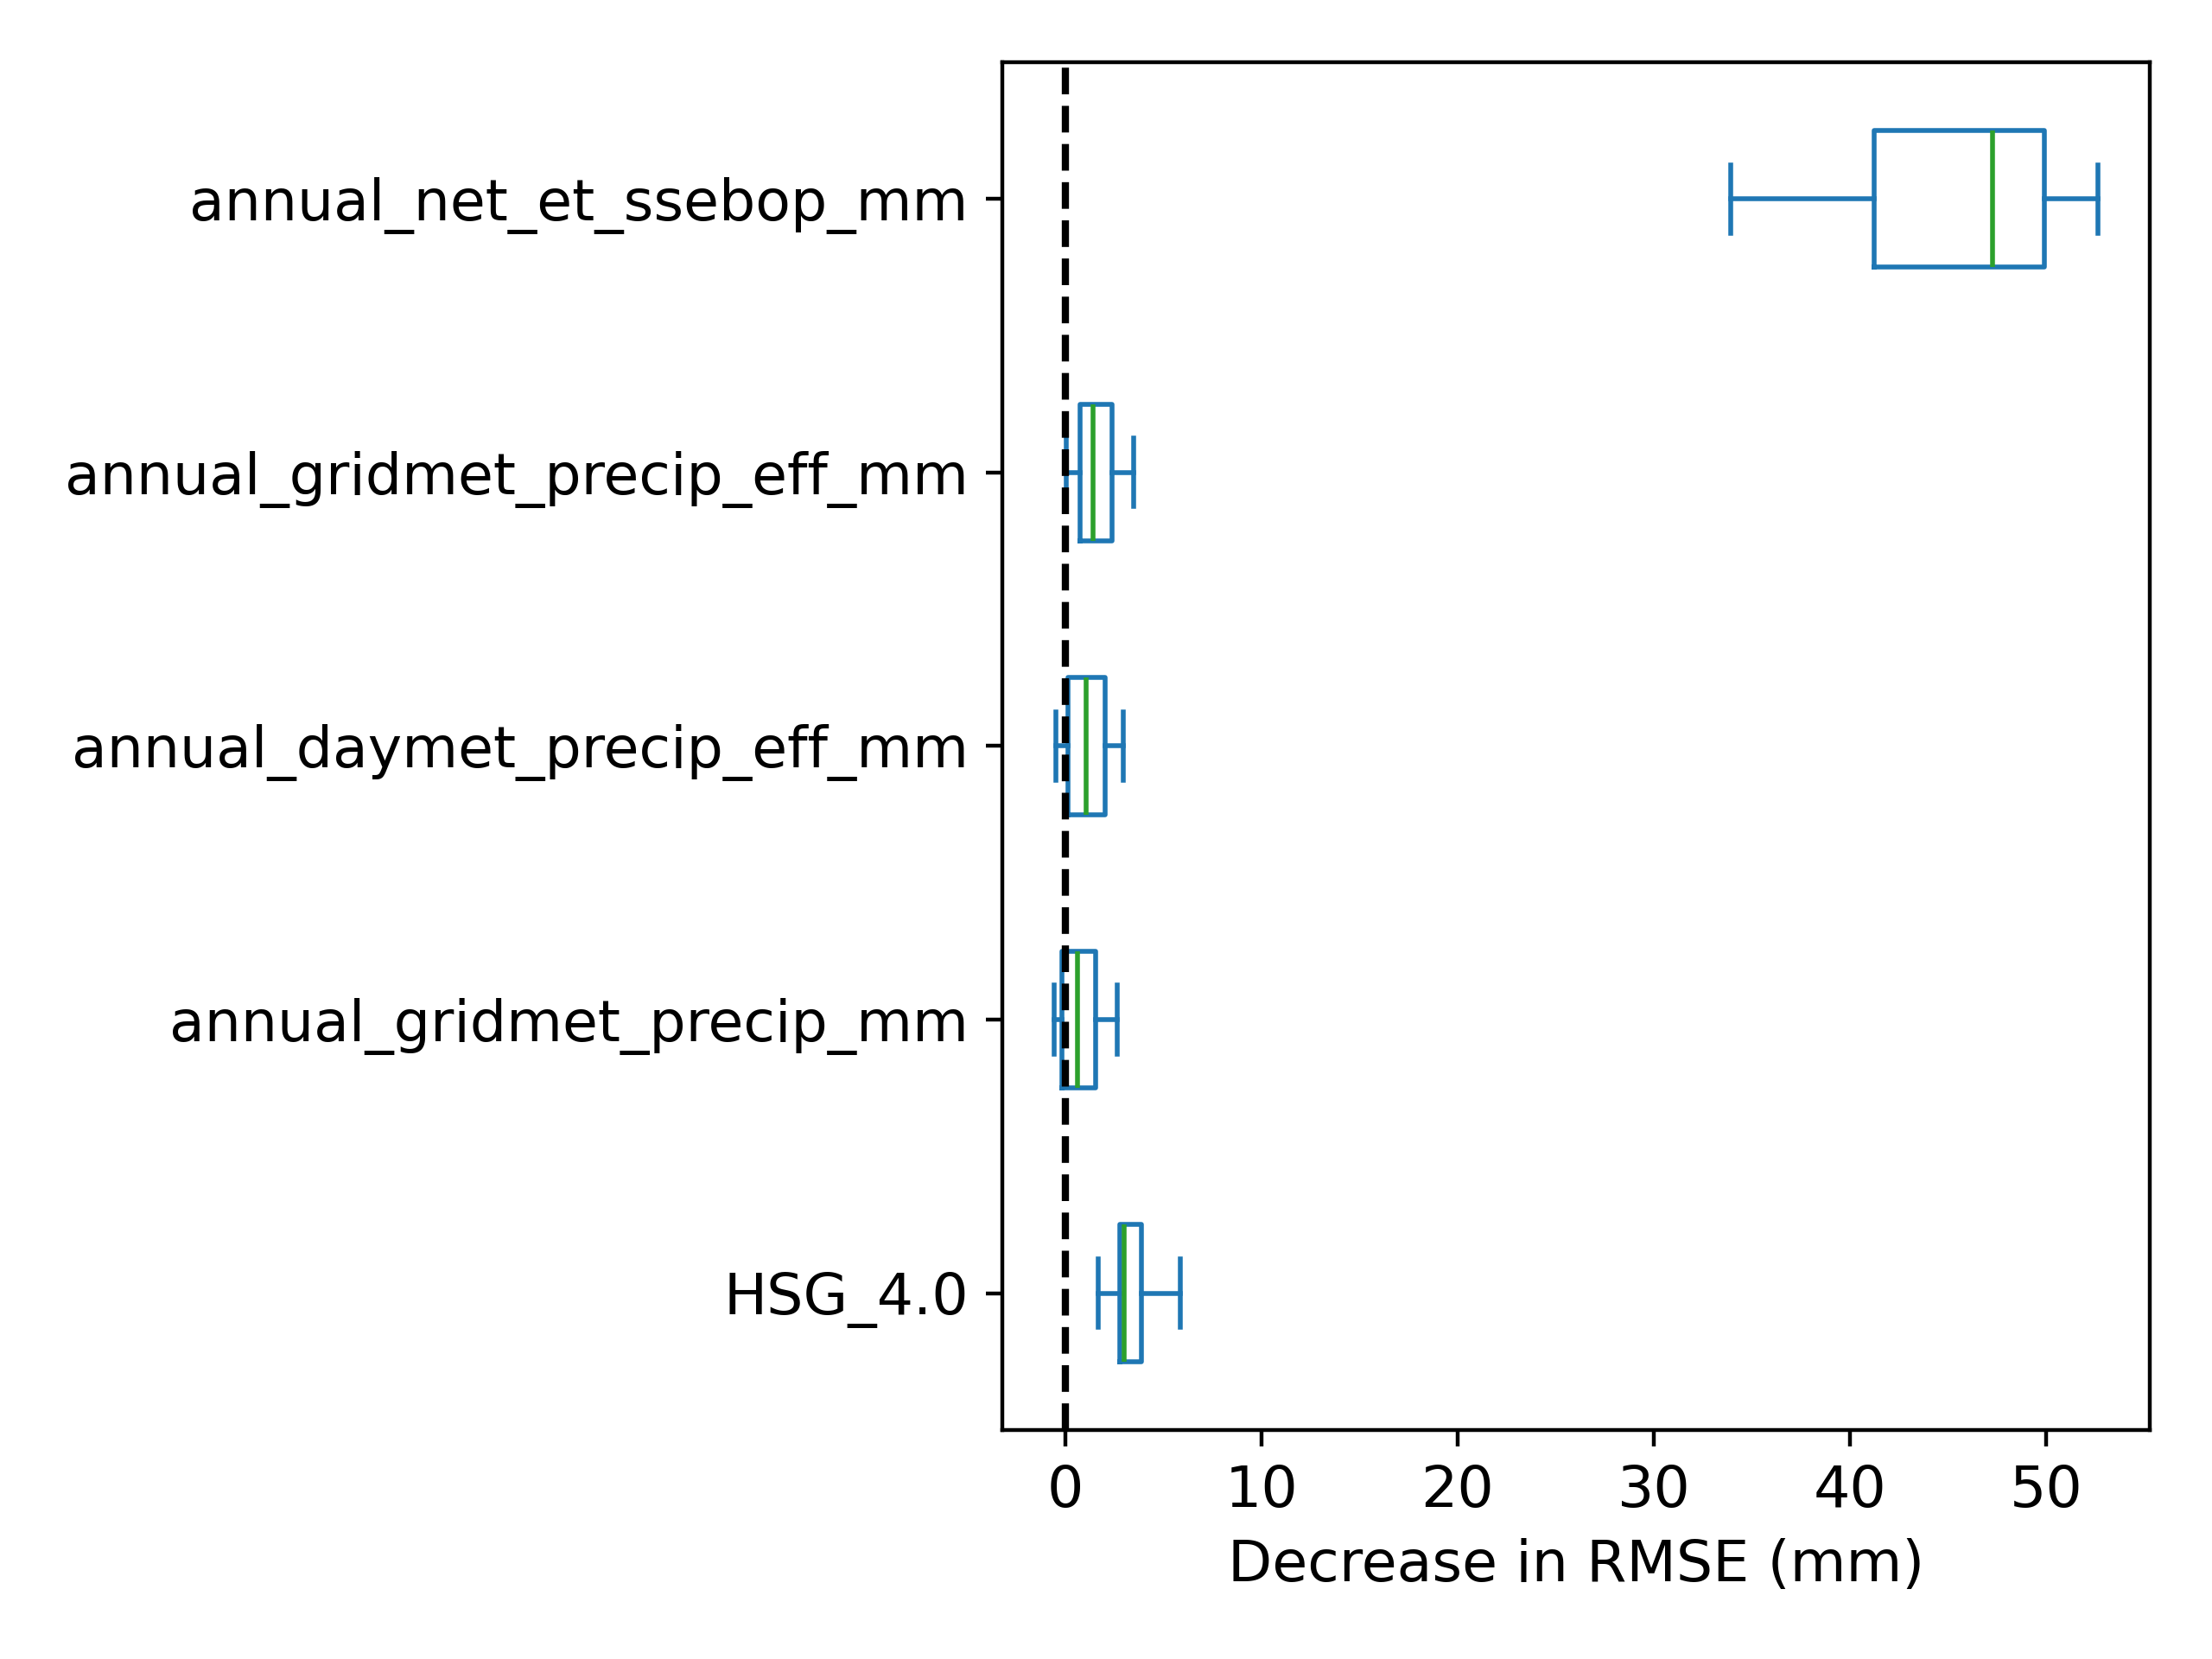 annual_net_et_ssebop_mm
annual_gridmet_precip_eff_mm
annual_daymet_precip_eff_mm
annual_gridmet_precip_mm
HSG_4.0
0 10 20 30 40 50
Decrease in RMSE (mm)